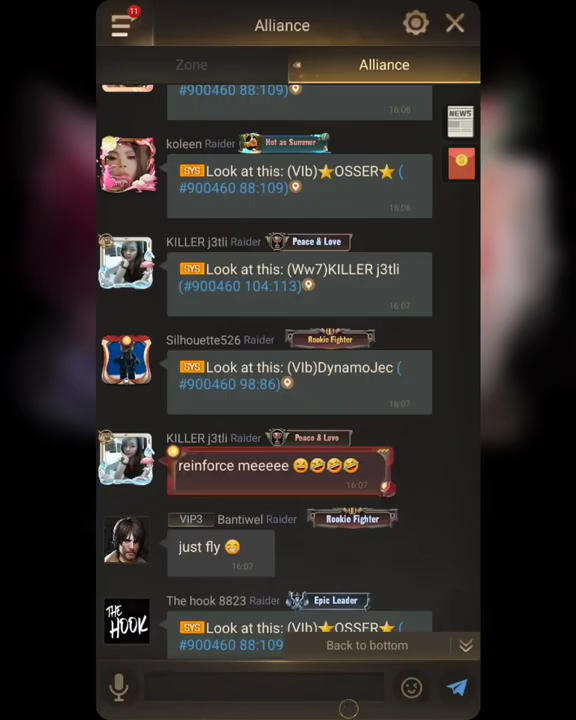 11
Alliance
Zone
Alliance
(#900460 88:109)
16:06
NEWS
koleen Raider Hot as Summer
SYS Look at this: (VIb)⭐OSSER⭐ (
#900460 88:109)
16:06
KILLER j3tli Raider Peace & Love
SYS Look at this: (Ww7)KILLER j3tli
(#900460 104:113)
16:07
Silhouette526 Raider Rookie Fighter
SYS Look at this: (VIb)DynamoJec (
#900460 98:86)
16:07
KILLER j3tli Raider Peace & Love
reinforce meeeee 😆🤣🤣🤣
16:07
VIP3 Bantiwel Raider Rookie Fighter
just fly 😁
16:07
The hook 8823 Raider Epic Leader
THE
HOOK
SYS Look at this: (VIb)⭐OSSER⭐ (
#900460 88:109
Back to bottom